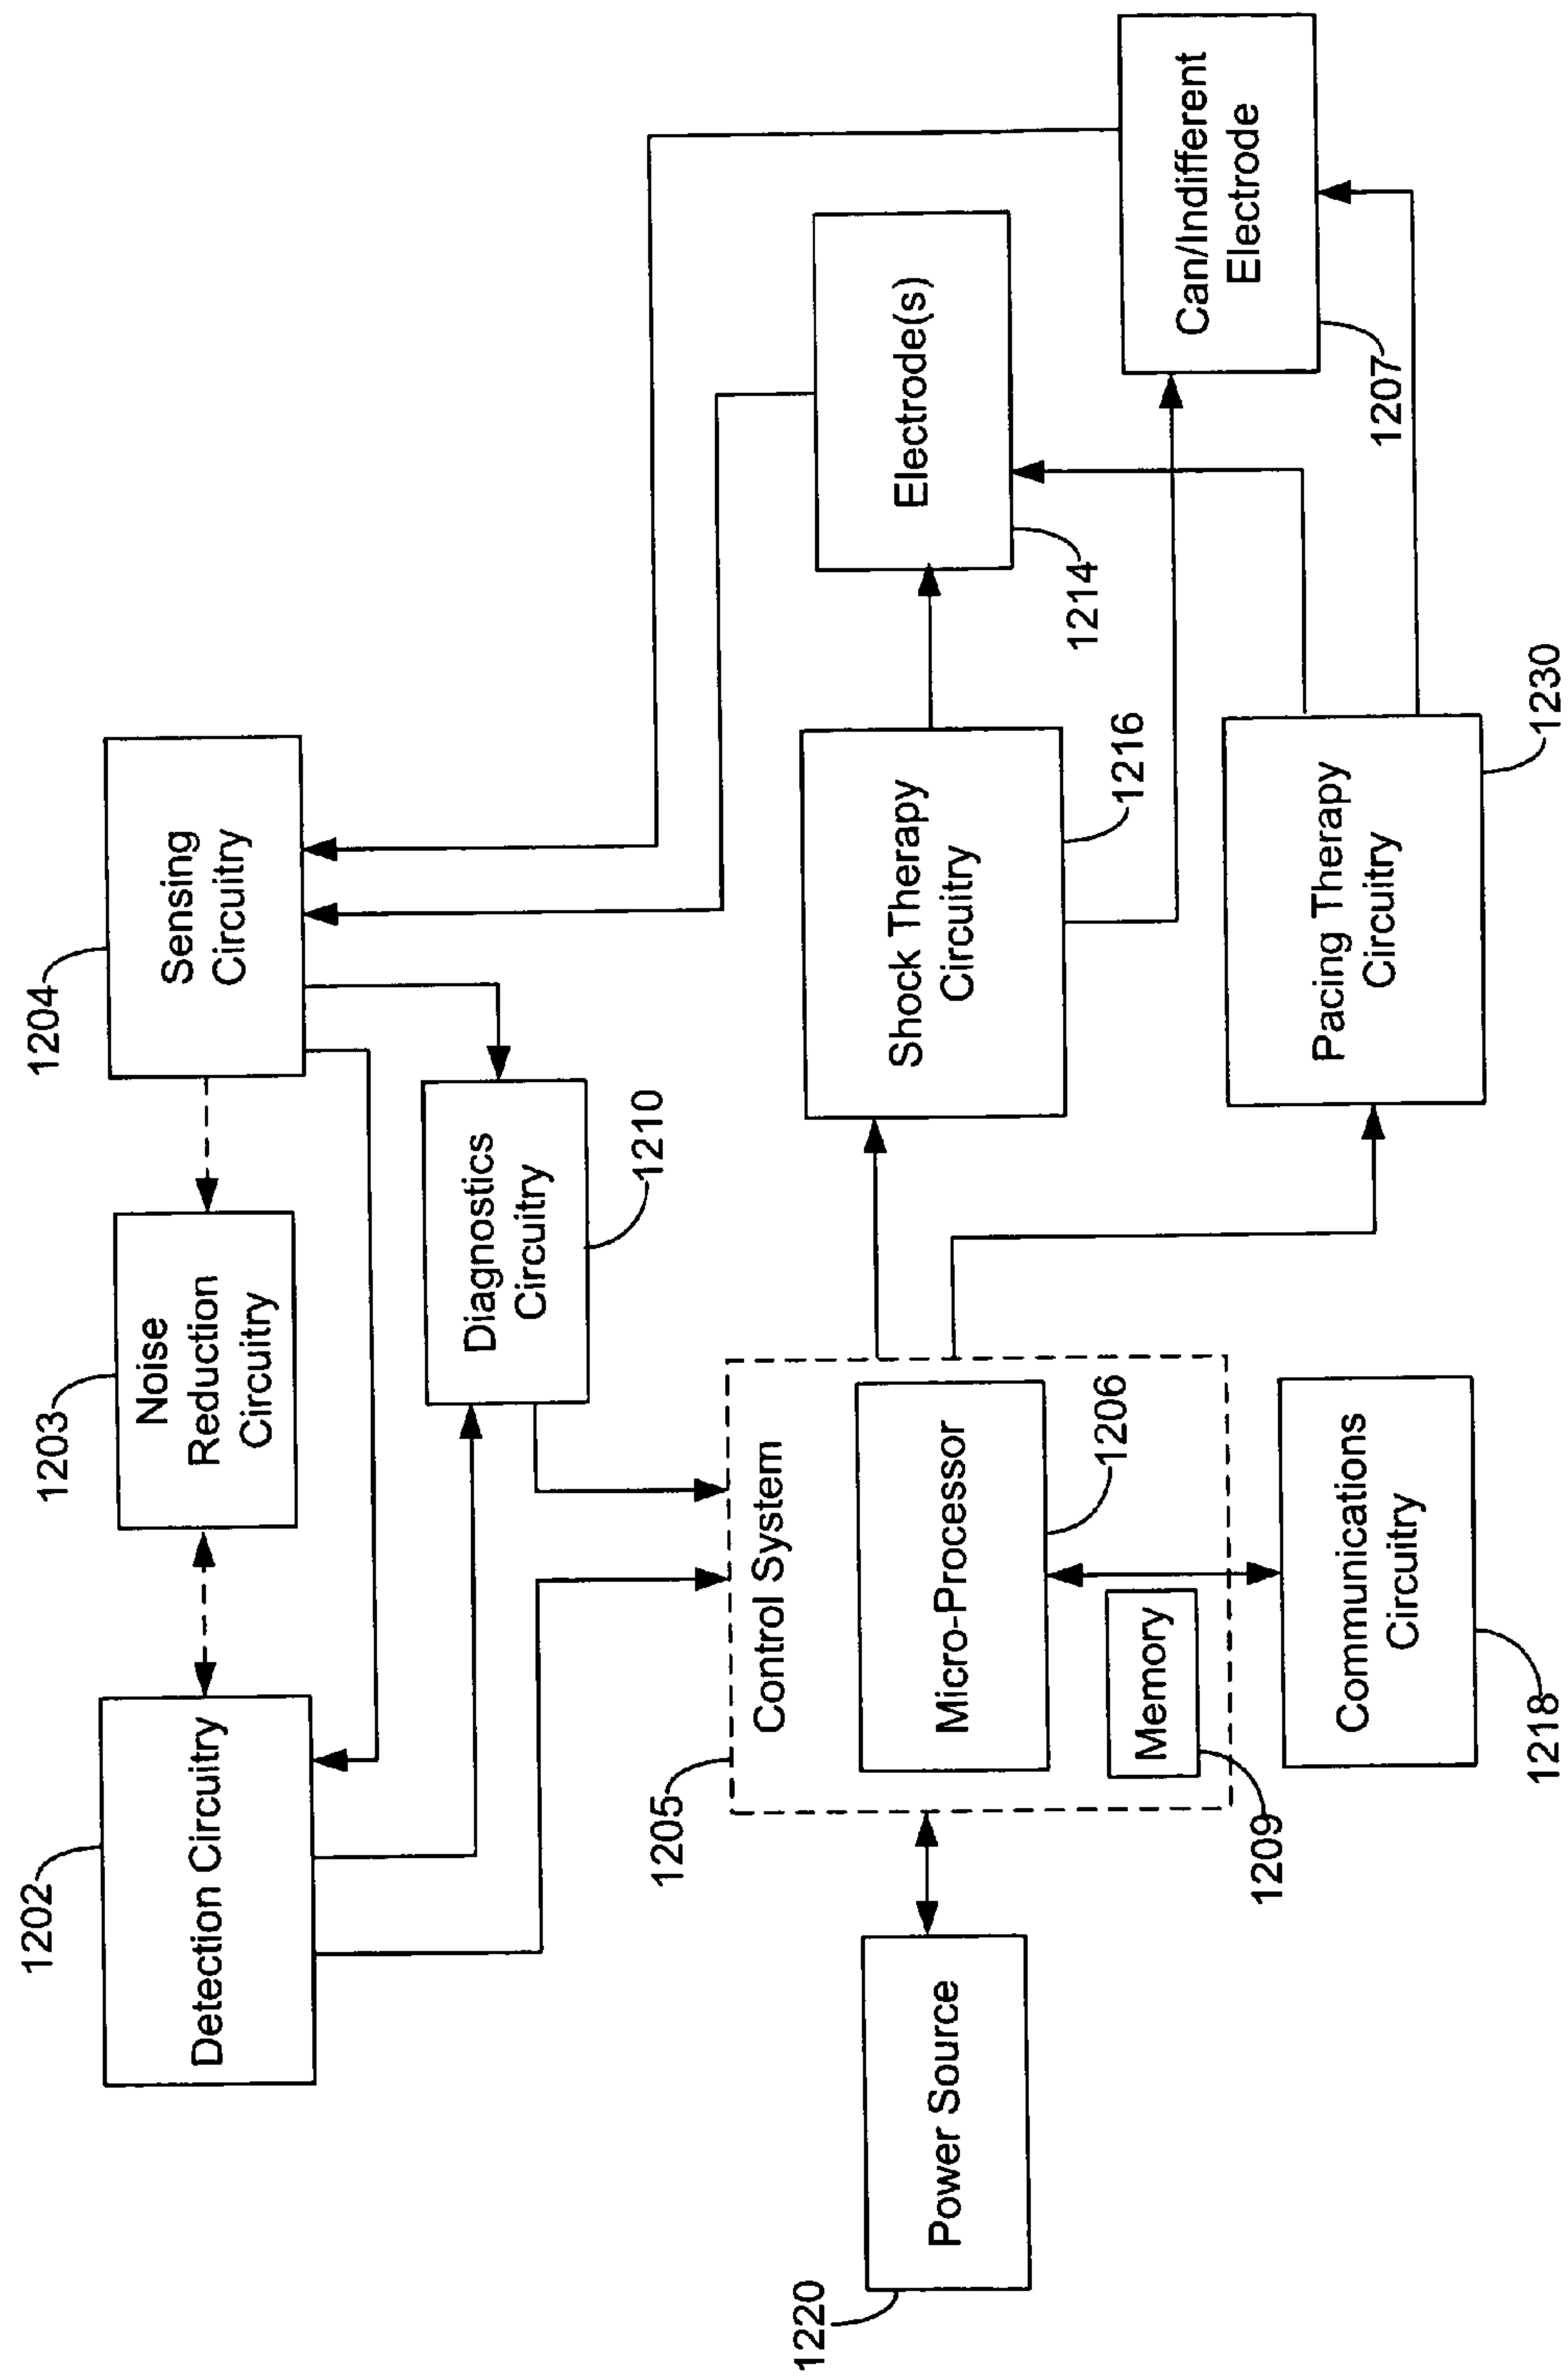 1202
Detection Circuitry
1203
Noise
Reduction
Circuitry
1204
Sensing
Circuitry
Diagnostics
Circuitry
1210
1205
Control System
Micro-Processor
1206
Memory
1209
1220
Power Source
Communications
Circuitry
1218
Shock Therapy
Circuitry
1216
Pacing Therapy
Circuitry
1230
Electrode(s)
1214
Can/Indifferent
Electrode
1207